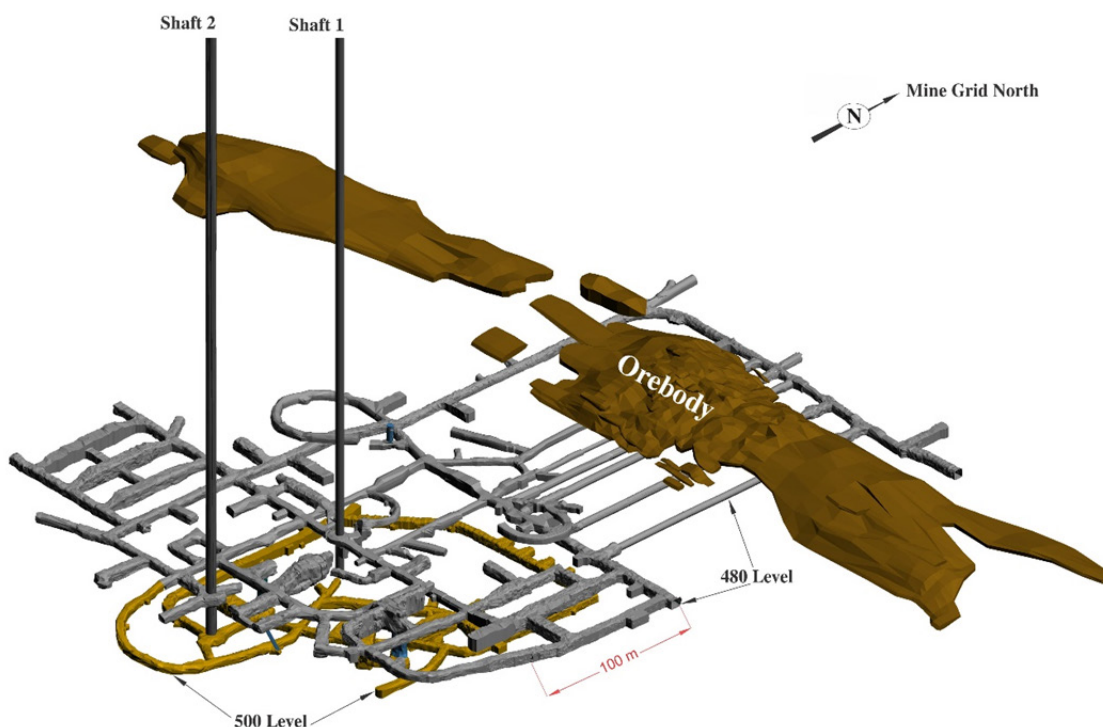 Shaft 2
Shaft 1
Mine Grid North
N
Orebody
480 Level
100 m
500 Level